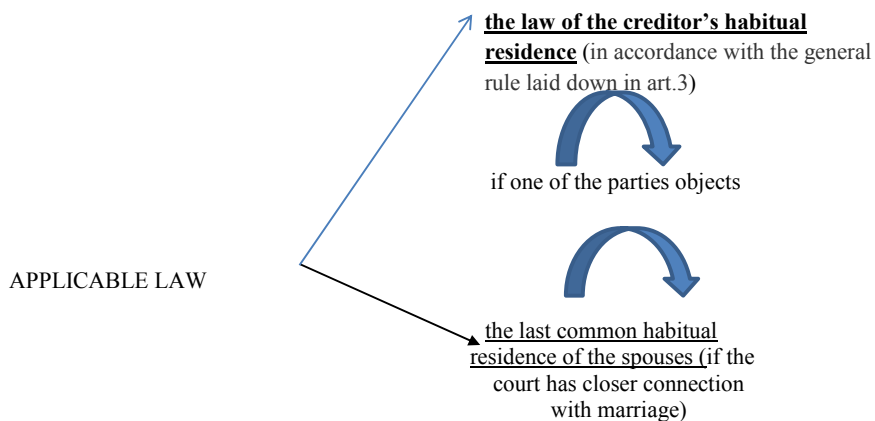 the law of the creditor’s habitual
residence (in accordance with the general
rule laid down in art.3)
if one of the parties objects
APPLICABLE LAW
the last common habitual
residence of the spouses (if the
court has closer connection
with marriage)